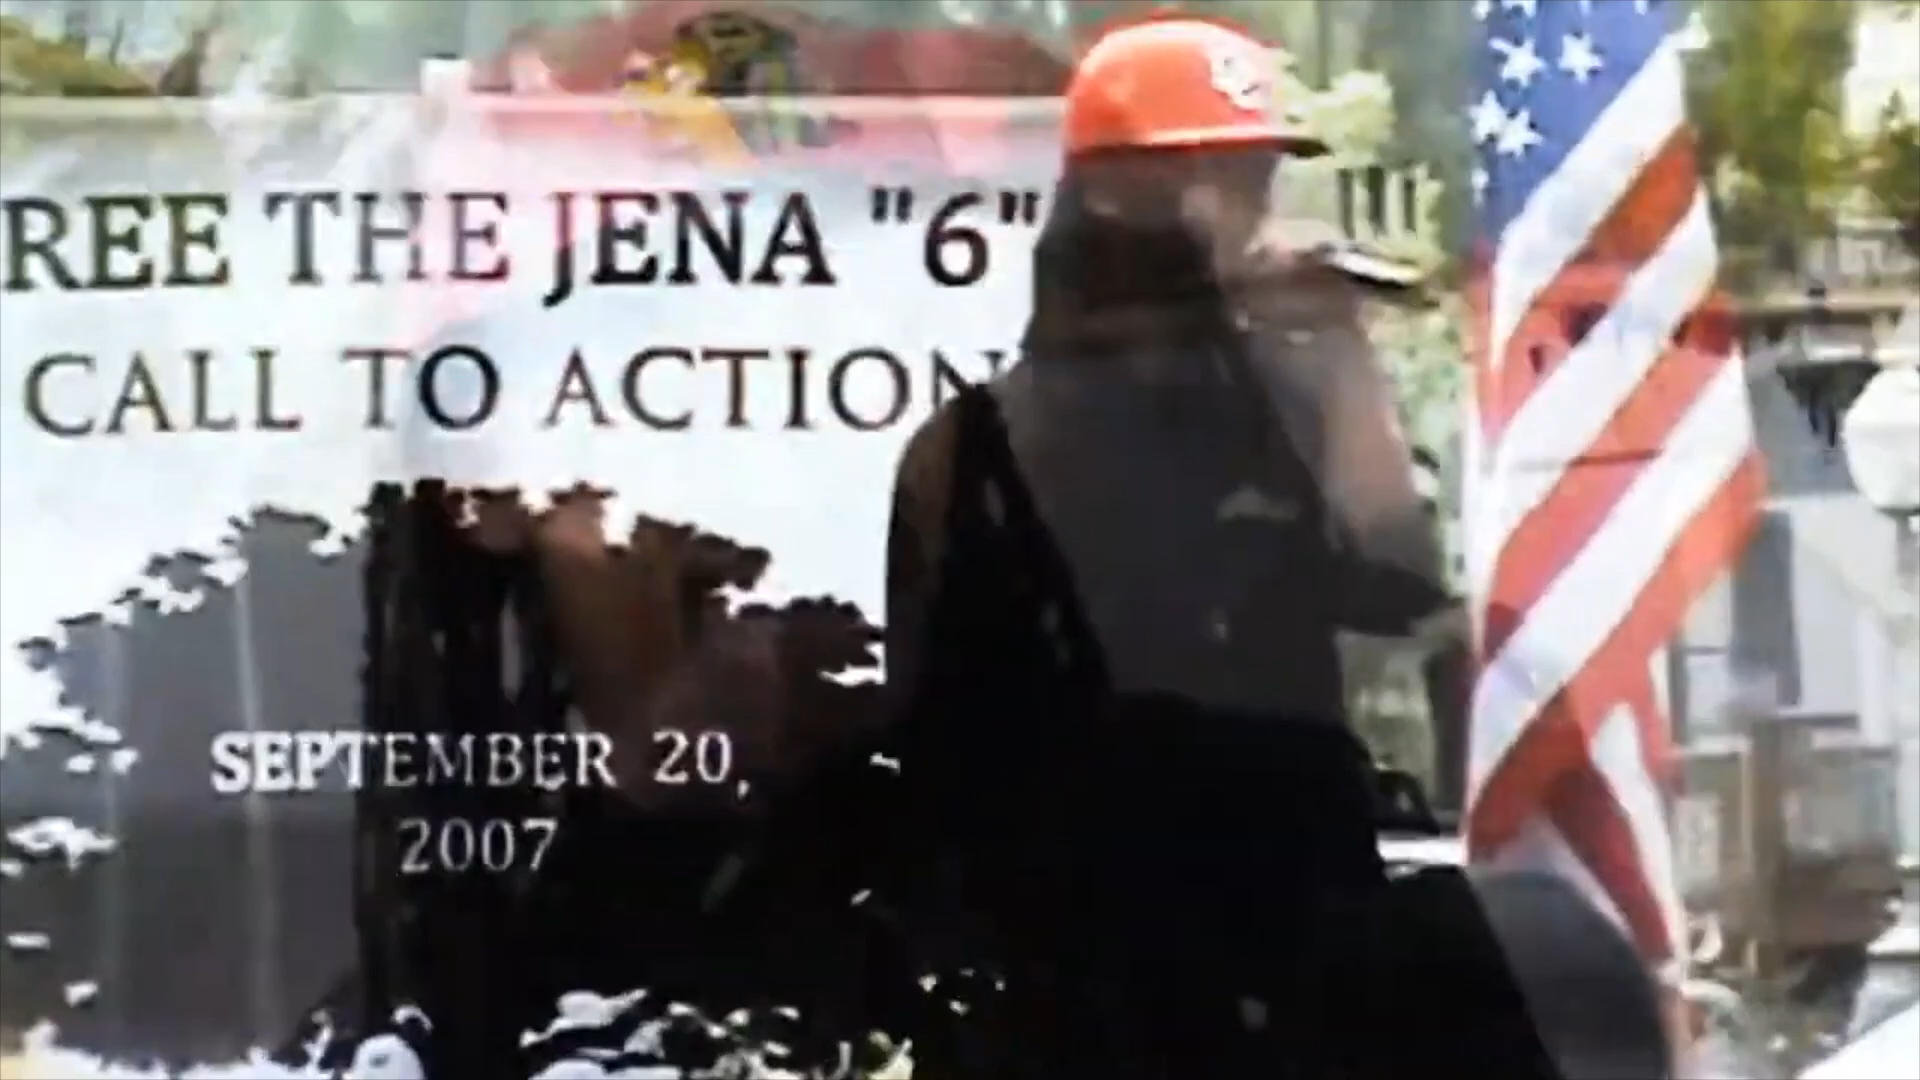 REE THE JENA "6"
CALL TO ACTION
SEPTEMBER 20,
2007